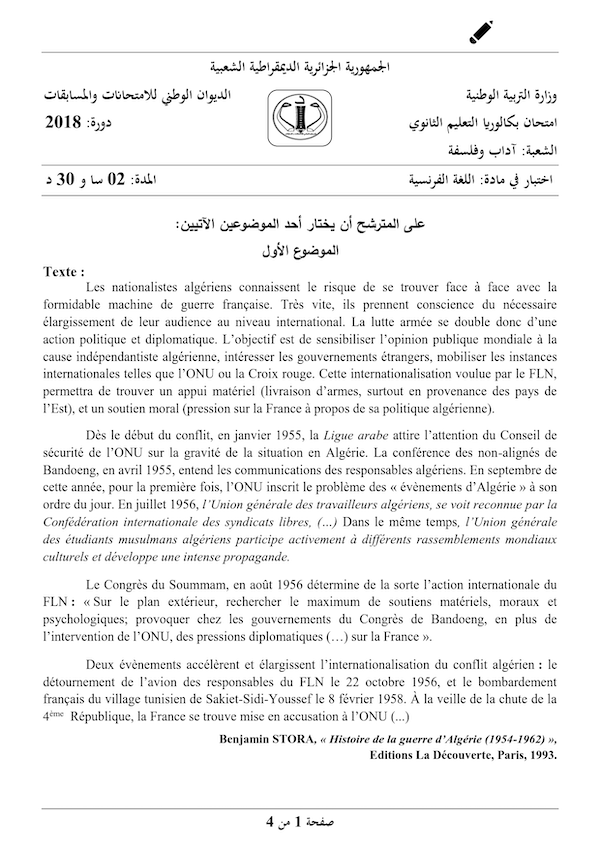 الجمهورية الجزائرية الديمقراطية الشعبية
وزارة التربية الوطنية الديوان الوطني للامتحانات والمسابقات
امتحان بكالوريا التعليم الثانوي دورة: 2018
الشعبة: آداب وفلسفة
اختبار في مادة: اللغة الفرنسية المدة: 02 سا و 30 د
على المترشح أن يختار أحد الموضوعين الآتيين:
الموضوع الأول
Texte :
Les nationalistes algériens connaissent le risque de se trouver face à face avec la
formidable machine de guerre française. Très vite, ils prennent conscience du nécessaire
élargissement de leur audience au niveau international. La lutte armée se double donc d’une
action politique et diplomatique. L’objectif est de sensibiliser l’opinion publique mondiale à la
cause indépendantiste algérienne, intéresser les gouvernements étrangers, mobiliser les instances
internationales telles que l’ONU ou la Croix rouge. Cette internationalisation voulue par le FLN,
permettra de trouver un appui matériel (livraison d’armes, surtout en provenance des pays de
l’Est), et un soutien moral (pression sur la France à propos de sa politique algérienne).
Dès le début du conflit, en janvier 1955, la Ligue arabe attire l’attention du Conseil de
sécurité de l’ONU sur la gravité de la situation en Algérie. La conférence des non-alignés de
Bandoeng, en avril 1955, entend les communications des responsables algériens. En septembre de
cette année, pour la première fois, l’ONU inscrit le problème des « évènements d’Algérie » à son
ordre du jour. En juillet 1956, l’Union générale des travailleurs algériens, se voit reconnue par la
Confédération internationale des syndicats libres, (…) Dans le même temps, l’Union générale
des étudiants musulmans algériens participe activement à différents rassemblements mondiaux
culturels et développe une intense propagande.
Le Congrès du Soummam, en août 1956 détermine de la sorte l’action internationale du
FLN : « Sur le plan extérieur, rechercher le maximum de soutiens matériels, moraux et
psychologiques; provoquer chez les gouvernements du Congrès de Bandoeng, en plus de
l’intervention de l’ONU, des pressions diplomatiques (…) sur la France ».
Deux évènements accélèrent et élargissent l’internationalisation du conflit algérien : le
détournement de l’avion des responsables du FLN le 22 octobre 1956, et le bombardement
français du village tunisien de Sakiet-Sidi-Youssef le 8 février 1958. À la veille de la chute de la
4ème République, la France se trouve mise en accusation à l’ONU (...)
Benjamin STORA, « Histoire de la guerre d’Algérie (1954-1962) »,
Editions La Découverte, Paris, 1993.
صفحة 1 من 4